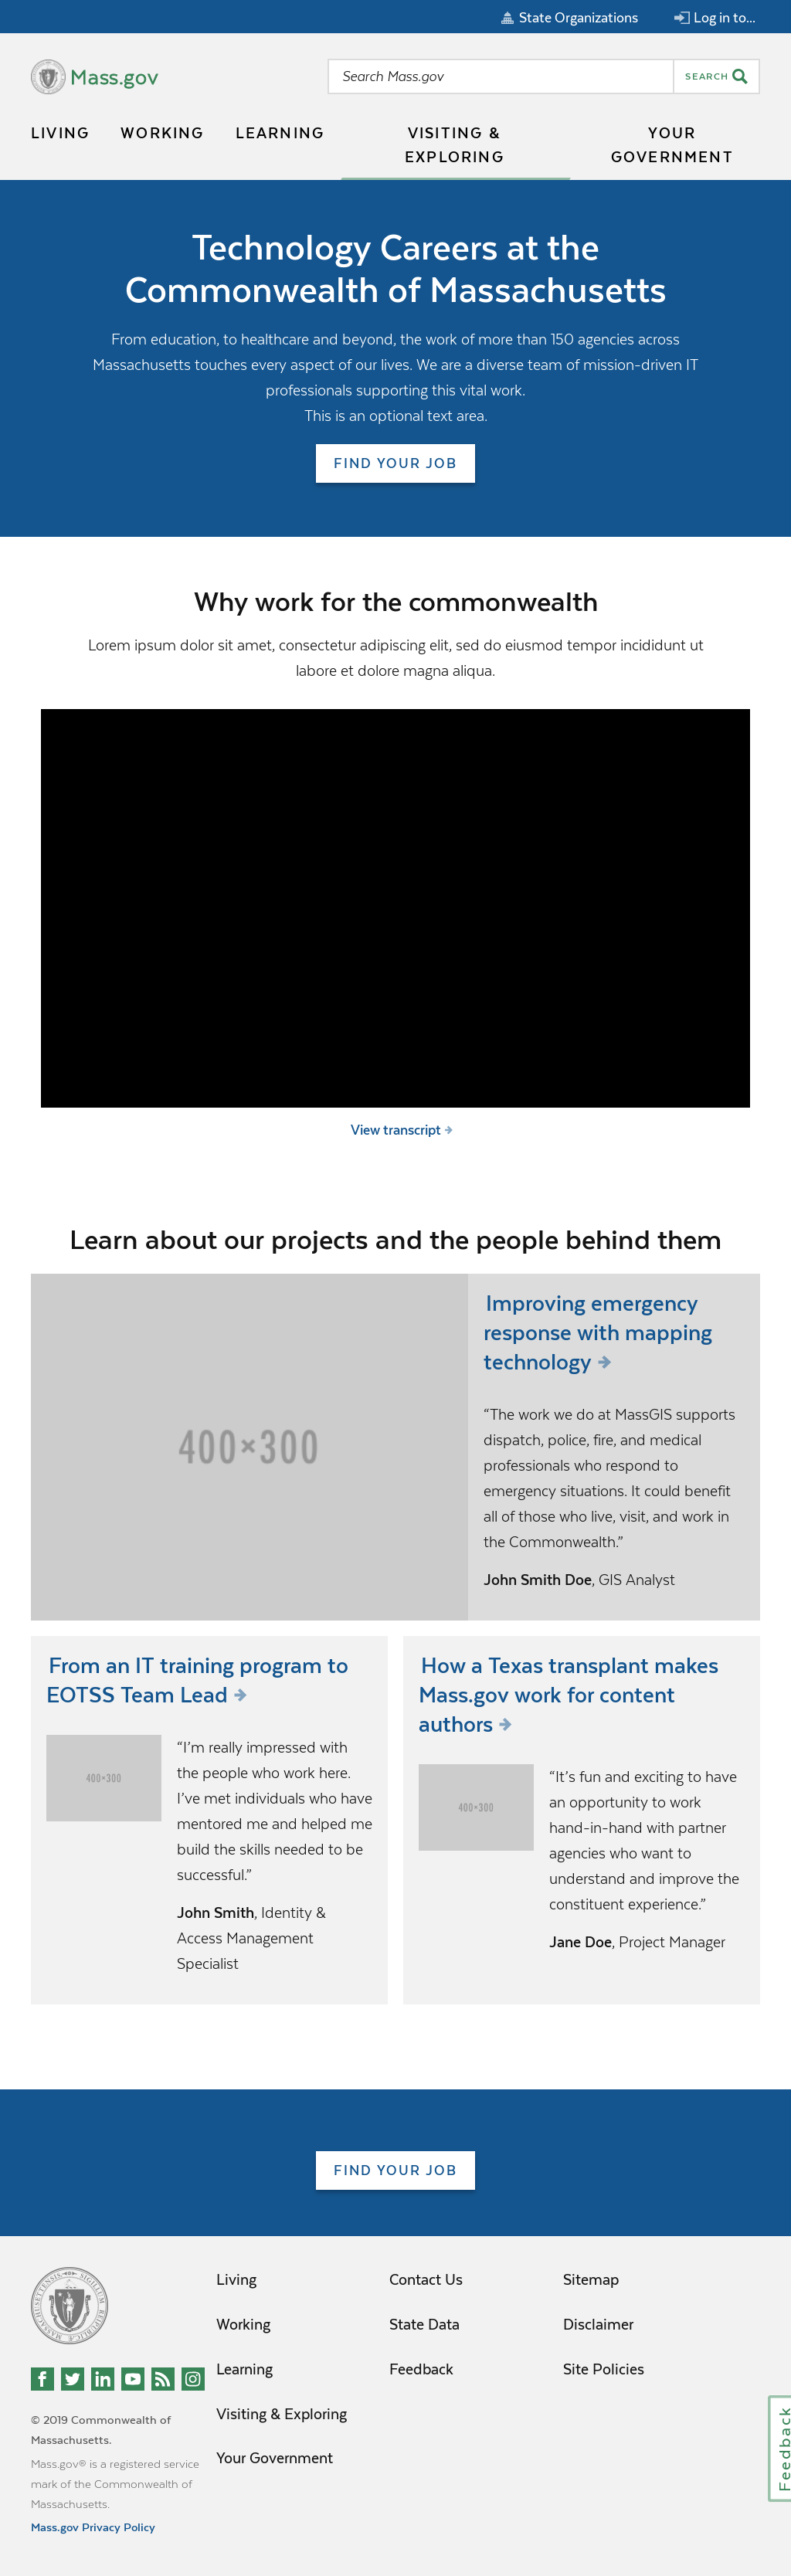 State Organizations
Log in to...
Mass.gov
Search Mass.gov
SEARCH
LIVING
WORKING
LEARNING
VISITING &
EXPLORING
YOUR
GOVERNMENT
Technology Careers at the
Commonwealth of Massachusetts
From education, to healthcare and beyond, the work of more than 150 agencies across
Massachusetts touches every aspect of our lives. We are a diverse team of mission-driven IT
professionals supporting this vital work.
This is an optional text area.
FIND YOUR JOB
Why work for the commonwealth
Lorem ipsum dolor sit amet, consectetur adipiscing elit, sed do eiusmod tempor incididunt ut
labore et dolore magna aliqua.
View transcript
Learn about our projects and the people behind them
400×300
Improving emergency
response with mapping
technology
“The work we do at MassGIS supports
dispatch, police, fire, and medical
professionals who respond to
emergency situations. It could benefit
all of those who live, visit, and work in
the Commonwealth.”
John Smith Doe, GIS Analyst
From an IT training program to
EOTSS Team Lead
400×300
“I’m really impressed with
the people who work here.
I’ve met individuals who have
mentored me and helped me
build the skills needed to be
successful.”
John Smith, Identity &
Access Management
Specialist
How a Texas transplant makes
Mass.gov work for content
authors
400×300
“It’s fun and exciting to have
an opportunity to work
hand-in-hand with partner
agencies who want to
understand and improve the
constituent experience.”
Jane Doe, Project Manager
FIND YOUR JOB
Living
Working
Learning
Visiting & Exploring
Your Government
Contact Us
State Data
Feedback
Sitemap
Disclaimer
Site Policies
© 2019 Commonwealth of
Massachusetts.
Mass.gov® is a registered service
mark of the Commonwealth of
Massachusetts.
Mass.gov Privacy Policy
Feedback